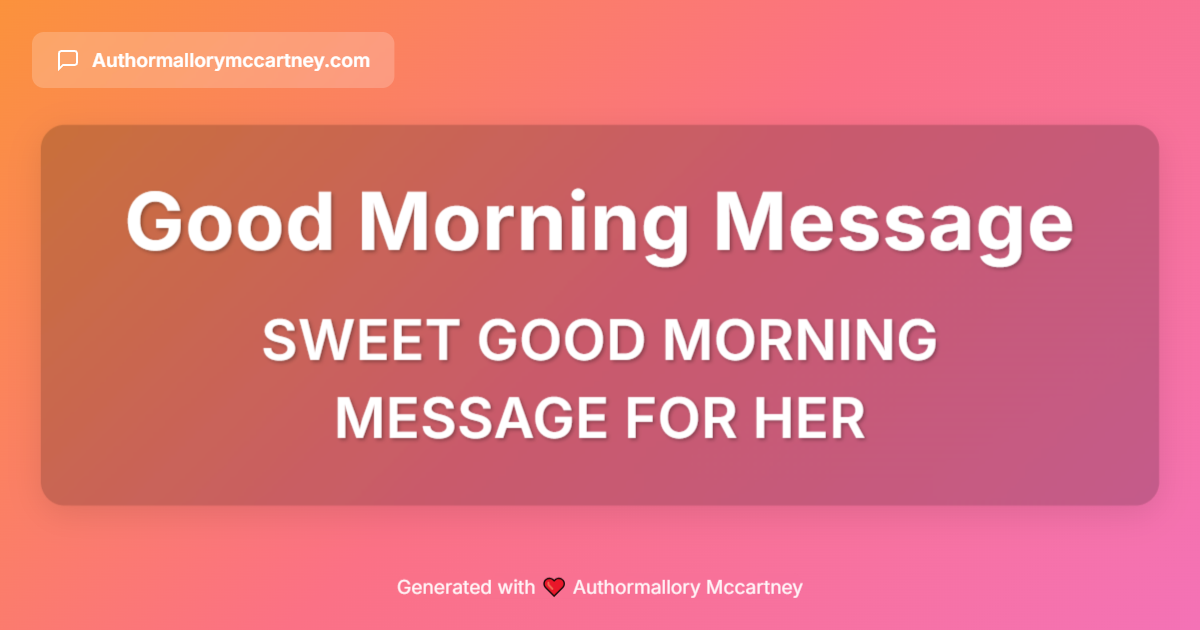 Authormallorymccartney.com
Good Morning Message
SWEET GOOD MORNING
MESSAGE FOR HER
Generated with ❤️ Authormallory Mccartney